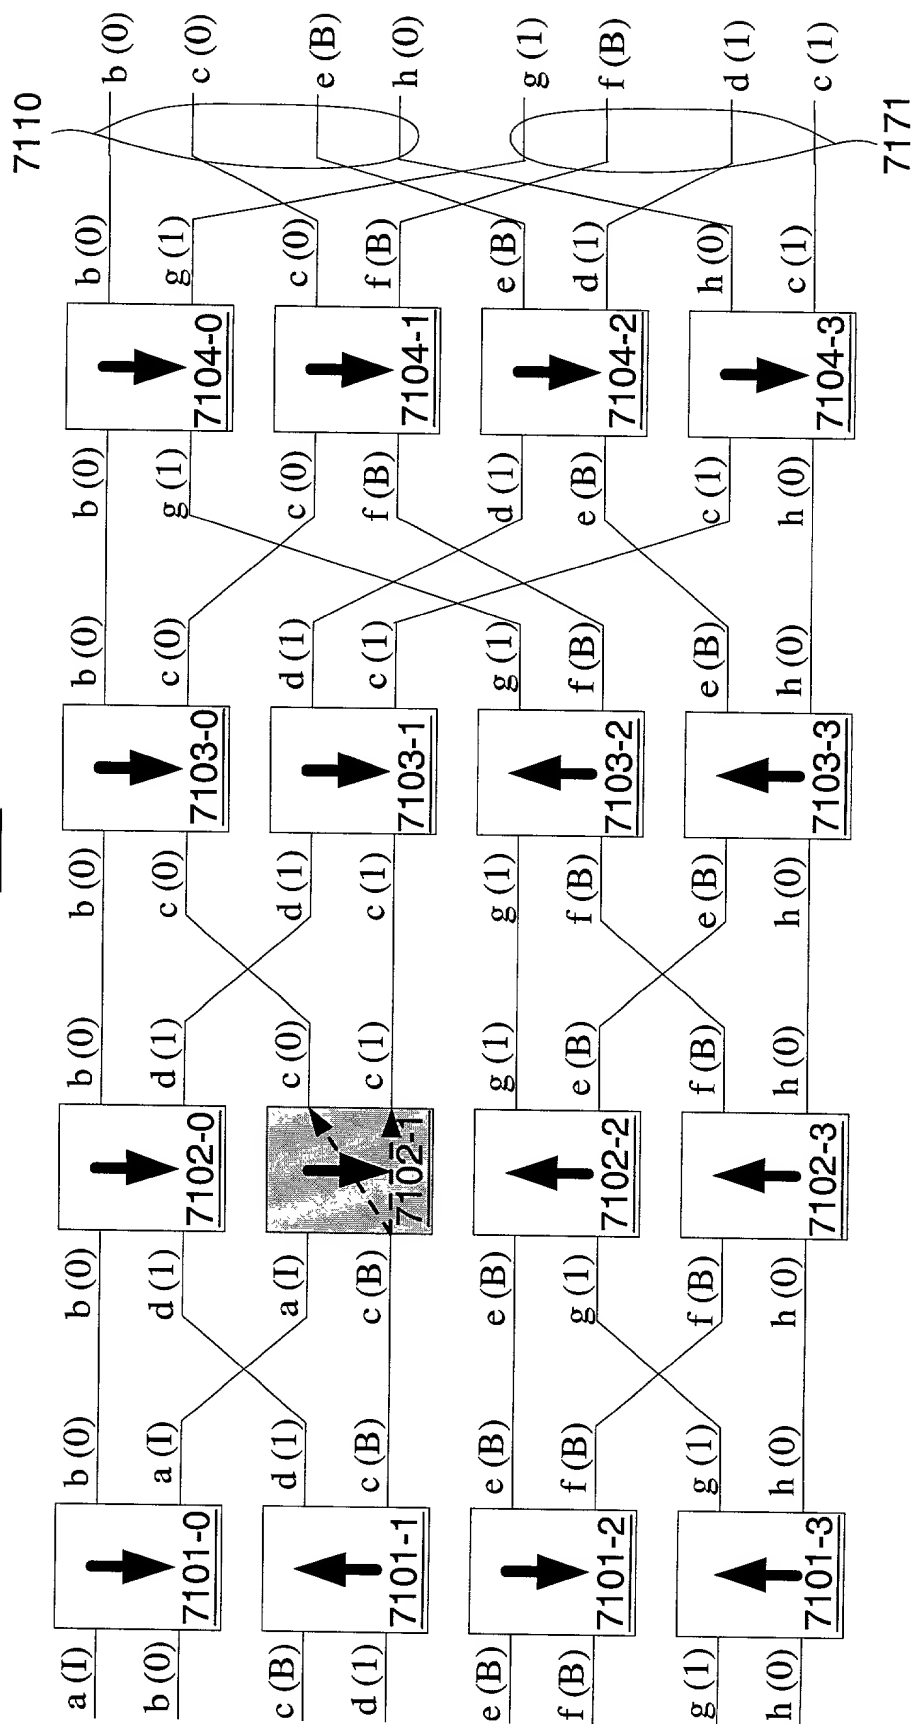 7110
7171
a (I)
b (0)
c (B)
d (1)
e (B)
f (B)
g (1)
h (0)
7101-0
7101-1
7101-2
7101-3
b (0)
a (I)
d (1)
c (B)
e (B)
f (B)
g (1)
h (0)
b (0)
d (1)
a (I)
c (B)
e (B)
g (1)
f (B)
h (0)
7102-0
7102-1
7102-2
7102-3
b (0)
d (1)
c (0)
c (1)
g (1)
e (B)
f (B)
h (0)
b (0)
c (0)
d (1)
c (1)
g (1)
f (B)
e (B)
h (0)
7103-0
7103-1
7103-2
7103-3
b (0)
c (0)
d (1)
c (1)
g (1)
f (B)
e (B)
h (0)
b (0)
g (1)
c (0)
f (B)
d (1)
e (B)
c (1)
h (0)
7104-0
7104-1
7104-2
7104-3
b (0)
g (1)
c (0)
f (B)
e (B)
d (1)
h (0)
c (1)
b (0)
c (0)
e (B)
h (0)
g (1)
f (B)
d (1)
c (1)